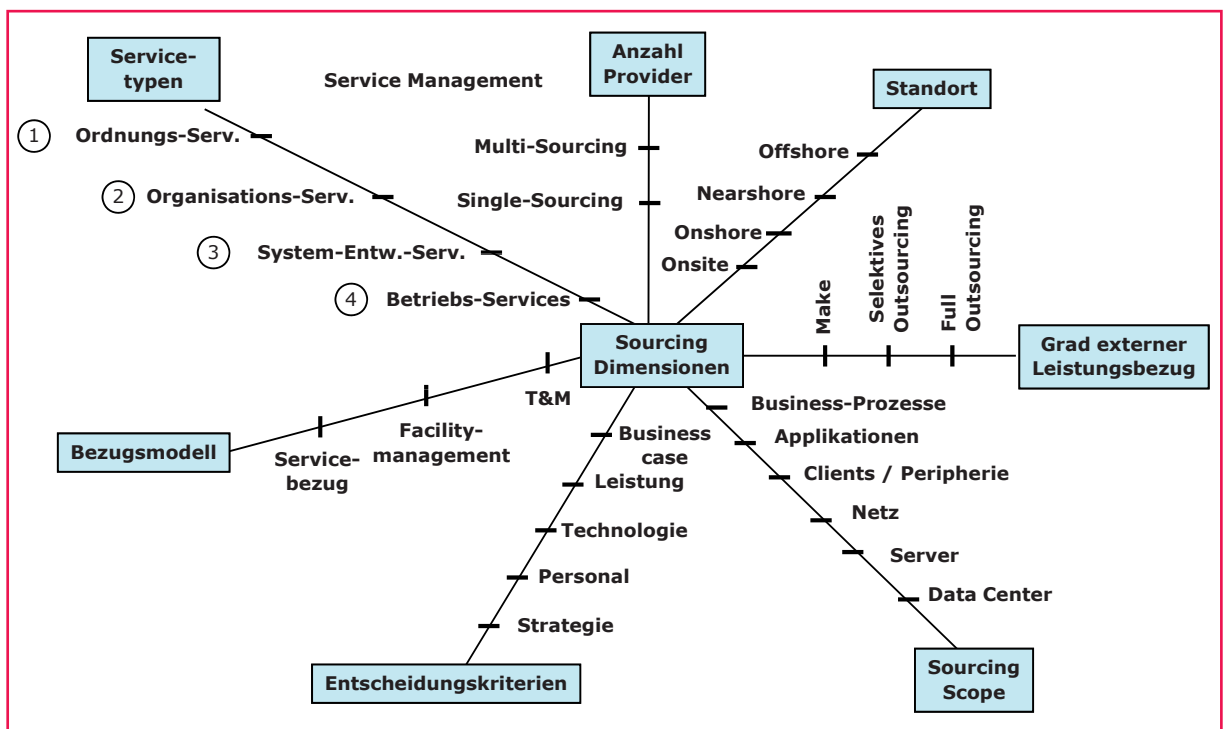 Service-
typen
Service Management
Anzahl
Provider
Standort
1 Ordnungs-Serv.
2 Organisations-Serv.
3 System-Entw.-Serv.
4 Betriebs-Services
Multi-Sourcing
Single-Sourcing
Offshore
Nearshore
Onshore
Onsite
Make
Selektives
Outsourcing
Full
Outsourcing
Sourcing
Dimensionen
Grad externer
Leistungsbezug
T&M
Facility-
management
Service-
bezug
Bezugsmodell
Business
case
Leistung
Technologie
Personal
Strategie
Entscheidungskriterien
Business-Prozesse
Applikationen
Clients / Peripherie
Netz
Server
Data Center
Sourcing
Scope